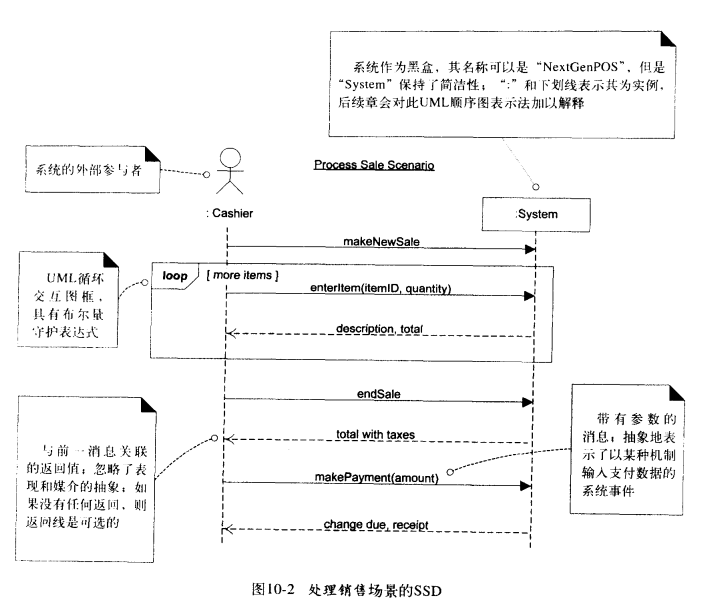 系统作为黑盒，其名称可以是“NextGenPOS”，但是
“System”保持了简洁性；“:”和下划线表示其为实例，
后续章会对此UML顺序图表示法加以解释
系统的外部参与者
Process Sale Scenario
: Cashier
:System
makeNewSale
UML循环
交互图框，
具有布尔量
守护表达式
loop
[ more items ]
enterItem(itemID, quantity)
description, total
endSale
total with taxes
makePayment(amount)
change due, receipt
与前一消息关联
的返回值；忽略了表
现和媒介的抽象；如
果没有任何返回，则
返回线是可选的
带有参数的
消息；抽象地表
示了以某种机制
输入支付数据的
系统事件
图10-2 处理销售场景的SSD